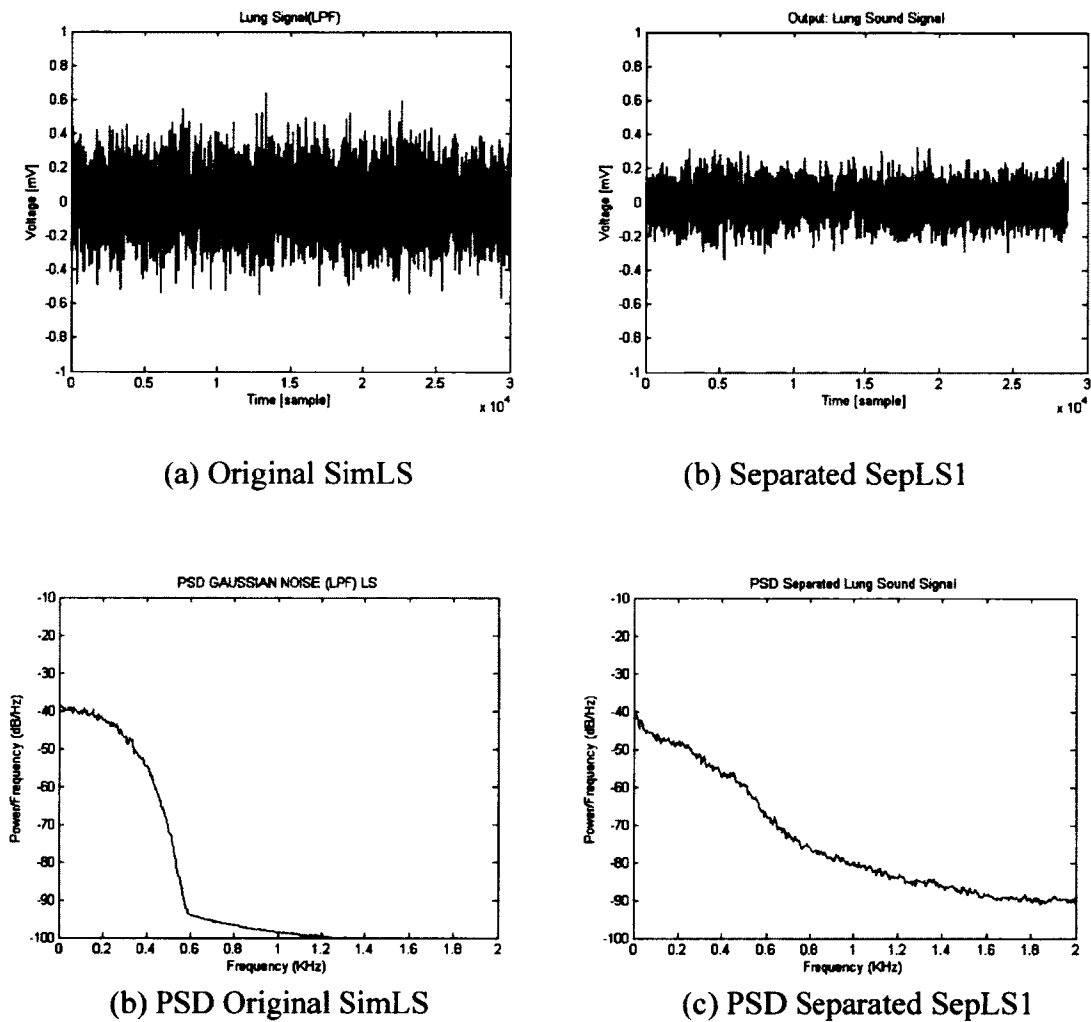 Lung Signal(LPF)
1
0.8
0.6
0.4
0.2
0
-0.2
-0.4
-0.6
-0.8
-1
Voltage [mV]
0 0.5 1 1.5 2 2.5 3
Time [sample]
x 10^4
(a) Original SimLS
Output: Lung Sound Signal
1
0.8
0.6
0.4
0.2
0
-0.2
-0.4
-0.6
-0.8
-1
Voltage [mV]
0 0.5 1 1.5 2 2.5 3
Time [sample]
x 10^4
(b) Separated SepLS1
PSD GAUSSIAN NOISE (LPF) LS
-10
-20
-30
-40
-50
-60
-70
-80
-90
-100
Power/Frequency (dB/Hz)
0 0.2 0.4 0.6 0.8 1 1.2 1.4 1.6 1.8 2
Frequency (KHz)
(b) PSD Original SimLS
PSD Separated Lung Sound Signal
-10
-20
-30
-40
-50
-60
-70
-80
-90
-100
Power/Frequency (dB/Hz)
0 0.2 0.4 0.6 0.8 1 1.2 1.4 1.6 1.8 2
Frequency (KHz)
(c) PSD Separated SepLS1